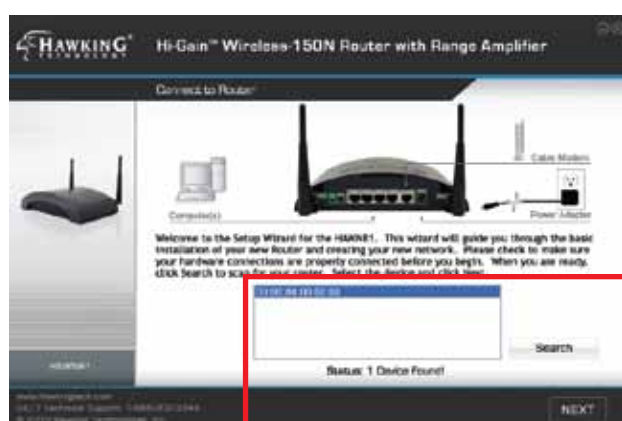 HAWKING
TECHNOLOGY
Hi-Gain™ Wireless-150N Router with Range Amplifier
Connect to Router
Cable Modem
Computer(s)
Power Adapter
Welcome to the Setup Wizard for the HAWNR1. This wizard will guide you through the basic
installation of your new Router and creating your new network. Please check to make sure
your hardware connections are properly connected before you begin. When you are ready,
click Search to scan for your router. Select the device and click Next.
Search
Status: 1 Device Found!
NEXT